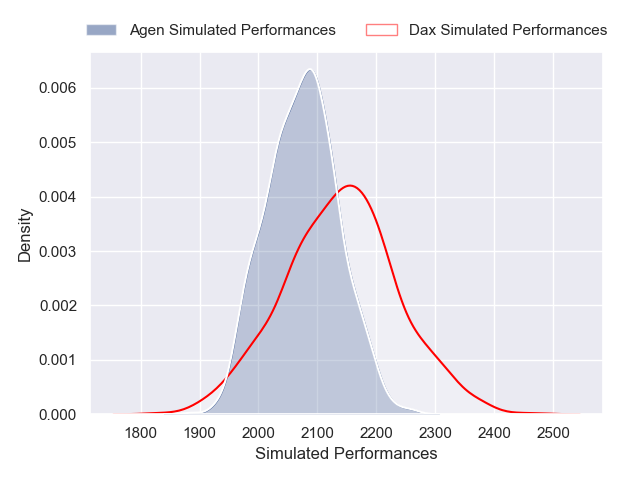 Agen Simulated Performances Dax Simulated Performances
0.006
0.005
0.004
0.003
0.002
0.001
0.000
Density
1800 1900 2000 2100 2200 2300 2400 2500
Simulated Performances